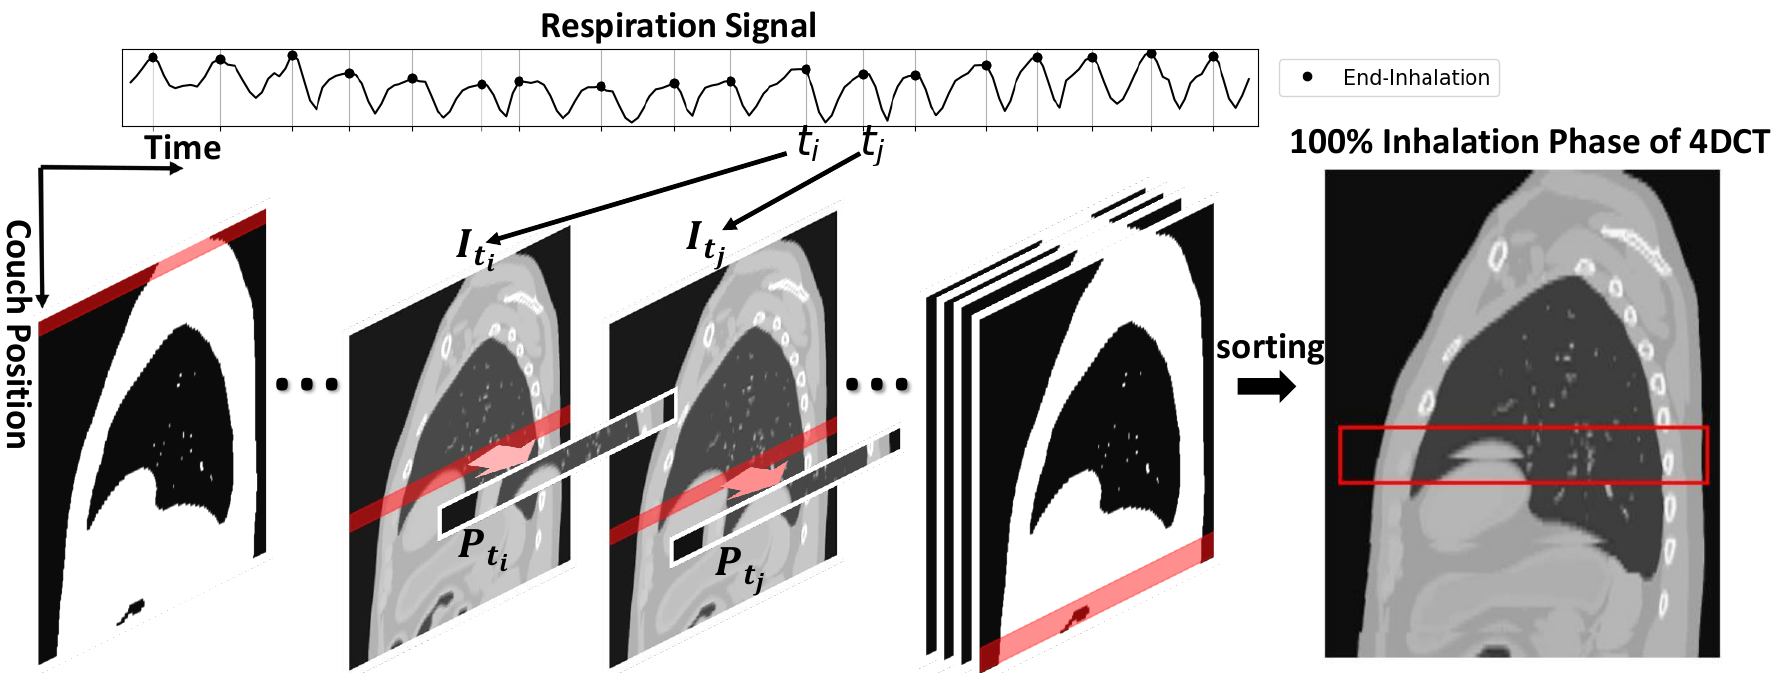 Respiration Signal
End-Inhalation
t_i t_j
Time
100% Inhalation Phase of 4DCT
Couch Position
I_{t_i}
I_{t_j}
sorting
P_{t_i}
P_{t_j}